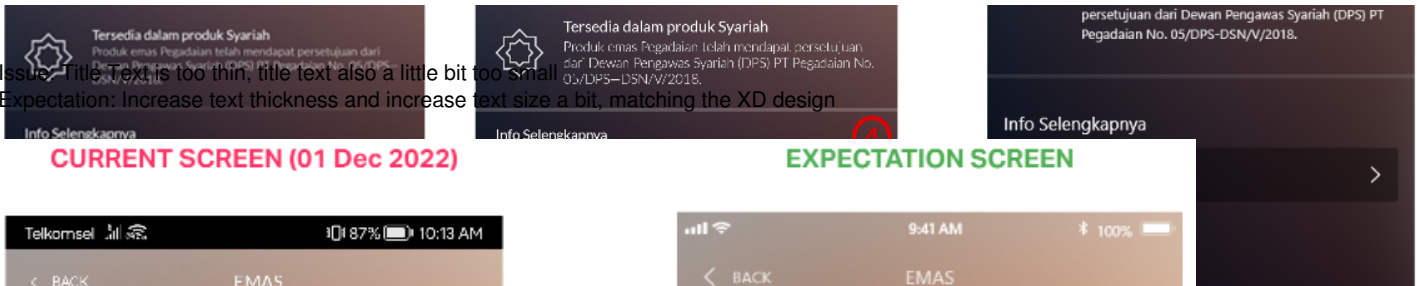 Tersedia dalam produk Syariah
Produk emas Pegadaian telah mendapat persetujuan dari
Dewan Pengawas Syariah (DPS) PT Pegadaian No. 05/DPS–
DSN/V/2018.
Info Selengkapnya
Tersedia dalam produk Syariah
Produk emas Pegadaian telah mendapat persetujuan
dari Dewan Pengawas Syariah (DPS) PT Pegadaian No.
05/DPS–DSN/V/2018.
Info Selengkapnya
4
persetujuan dari Dewan Pengawas Syariah (DPS) PT
Pegadaian No. 05/DPS-DSN/V/2018.
Info Selengkapnya
Issue: Title Text is too thin, title text also a little bit too small
Expectation: Increase text thickness and increase text size a bit, matching the XD design
CURRENT SCREEN (01 Dec 2022)
EXPECTATION SCREEN
Telkomsel 87% 10:13 AM
< BACK EMAS
9:41 AM 100%
< BACK EMAS